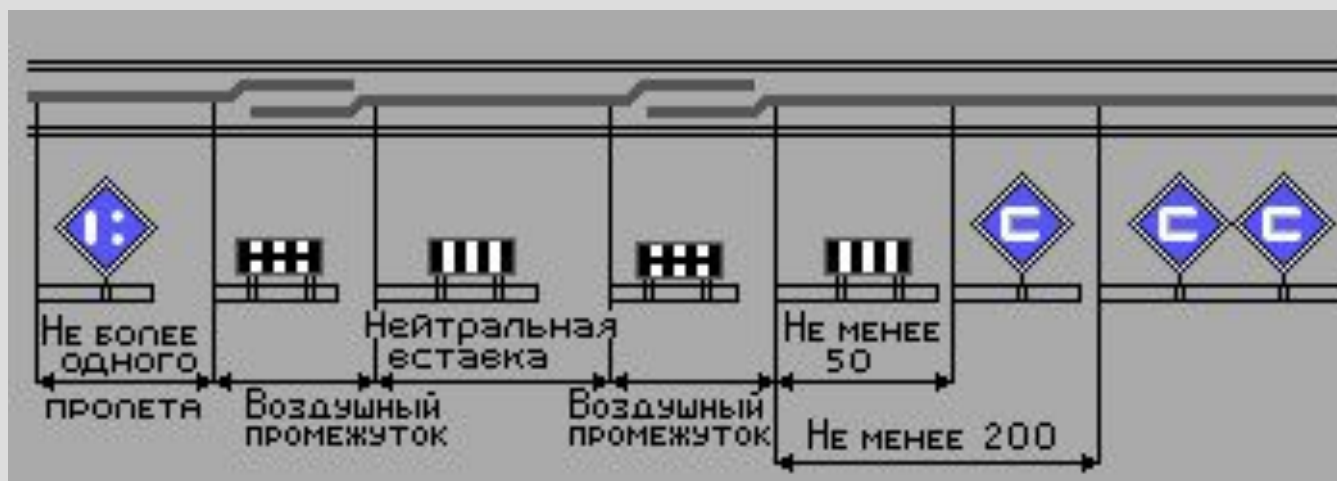 Не более
одного
пролета
Воздушный
промежуток
Нейтральная
вставка
Воздушный
промежуток
Не менее
50
Не менее 200